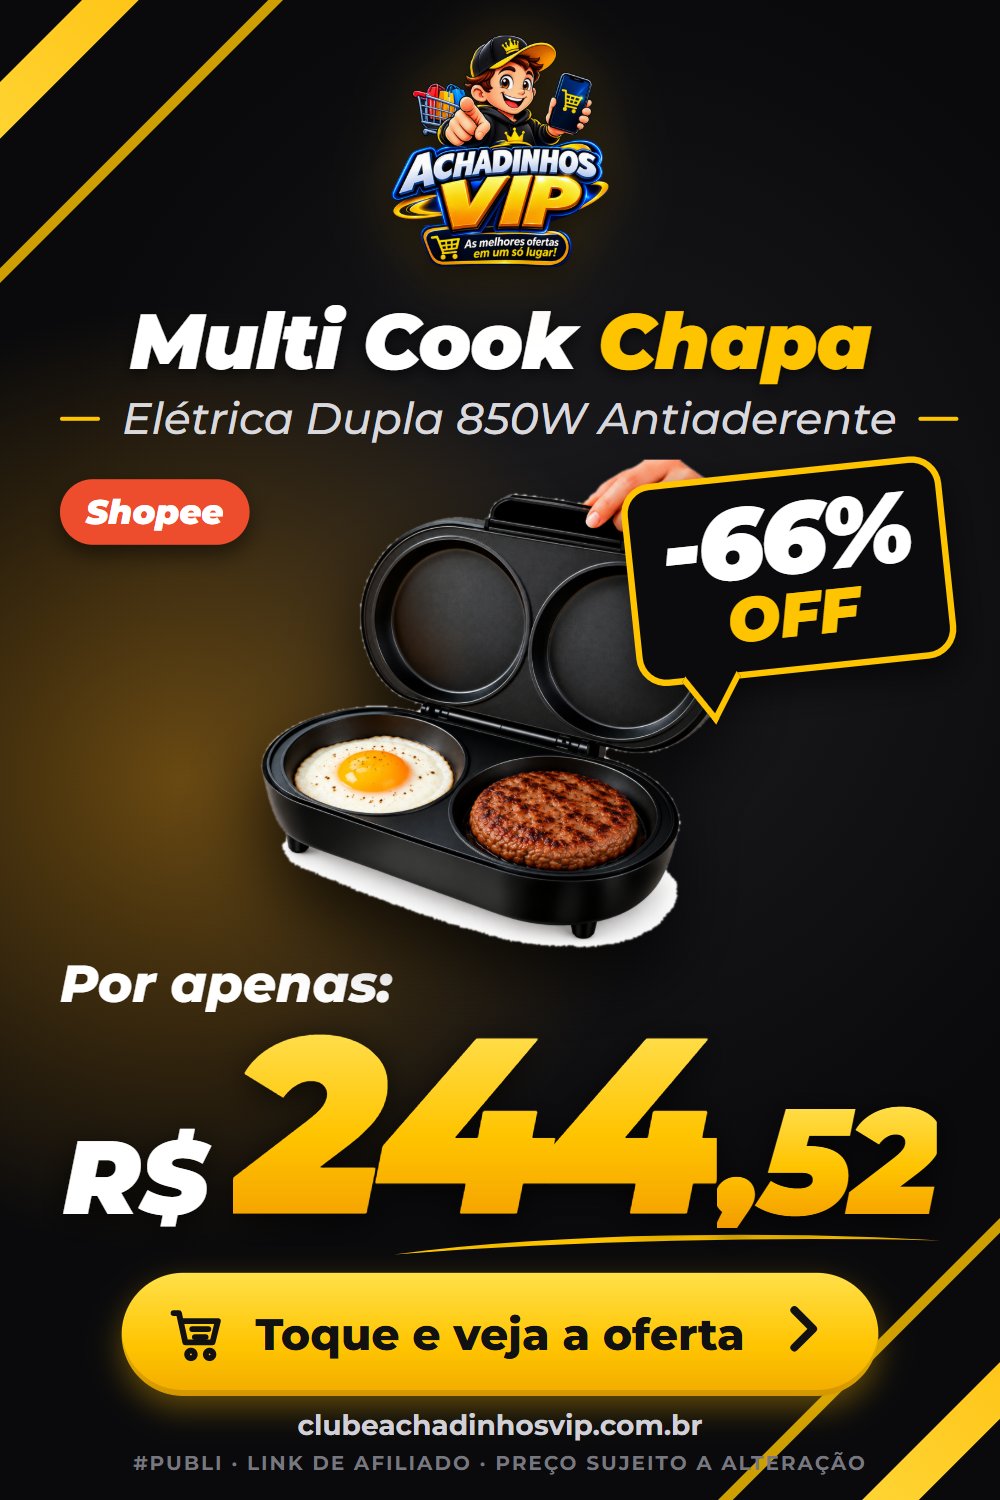 ACHADINHOS
VIP
As melhores ofertas
em um só lugar!
Multi Cook Chapa
Elétrica Dupla 850W Antiaderente
Shopee
-66%
OFF
Por apenas:
R$ 244,52
Toque e veja a oferta
clubeachadinhosvip.com.br
#PUBLI · LINK DE AFILIADO · PREÇO SUJEITO A ALTERAÇÃO